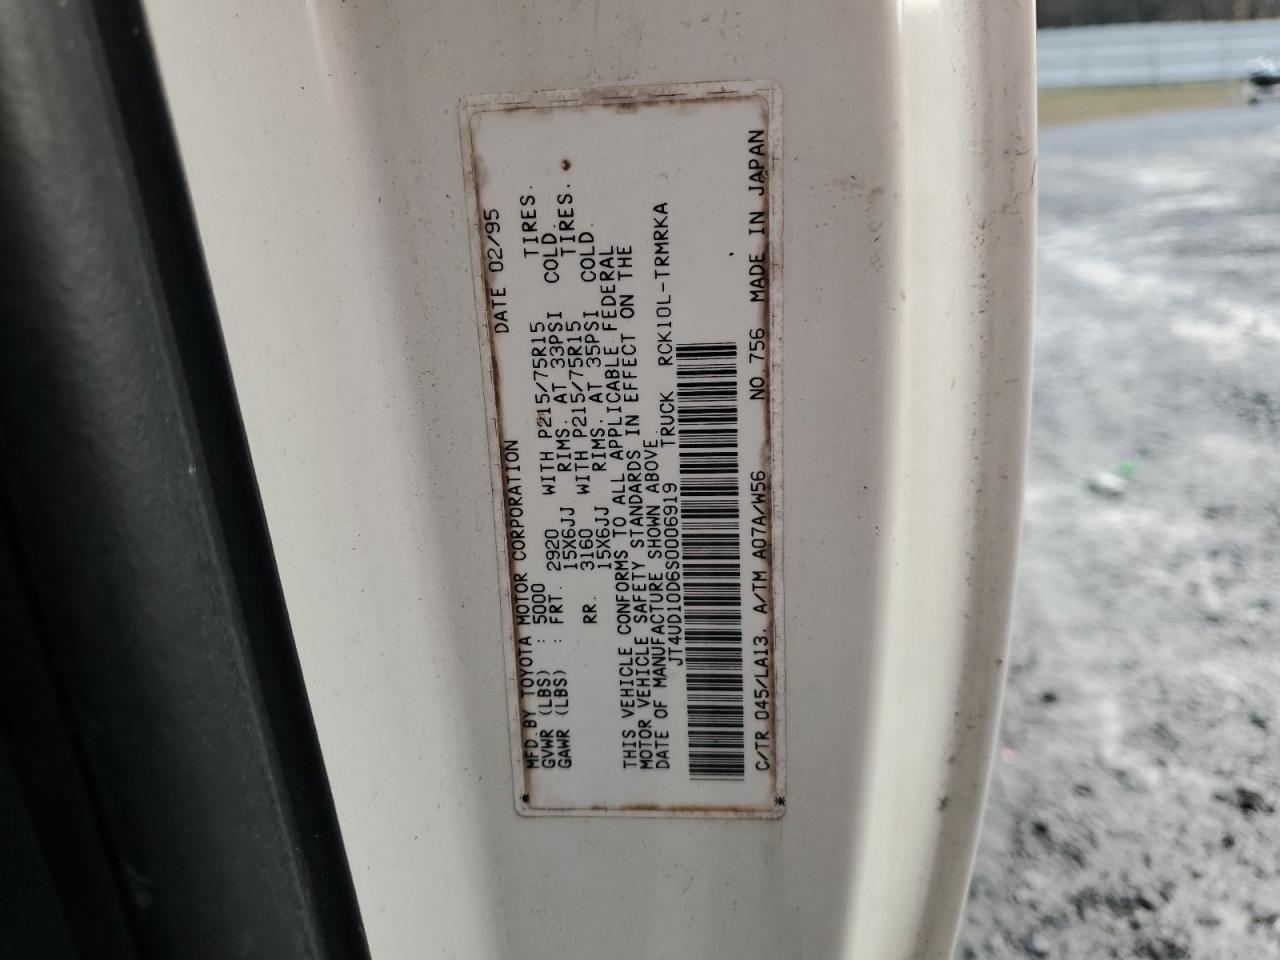 DATE 02/95
MFD.BY TOYOTA MOTOR CORPORATION
GVWR (LBS) : 5000
GAWR (LBS) : FRT. 2920 WITH P215/75R15 TIRES.
15X6JJ RIMS. AT 33PSI COLD.
RR. 3160 WITH P215/75R15 TIRES.
15X6JJ RIMS. AT 35PSI COLD.
THIS VEHICLE CONFORMS TO ALL APPLICABLE FEDERAL
MOTOR VEHICLE SAFETY STANDARDS IN EFFECT ON THE
DATE OF MANUFACTURE SHOWN ABOVE.
JT4UD10D6S0006919 TRUCK RCK10L-TRMRKA
C/TR 045/LA13. A/TM A07A/W56 NO 756 MADE IN JAPAN